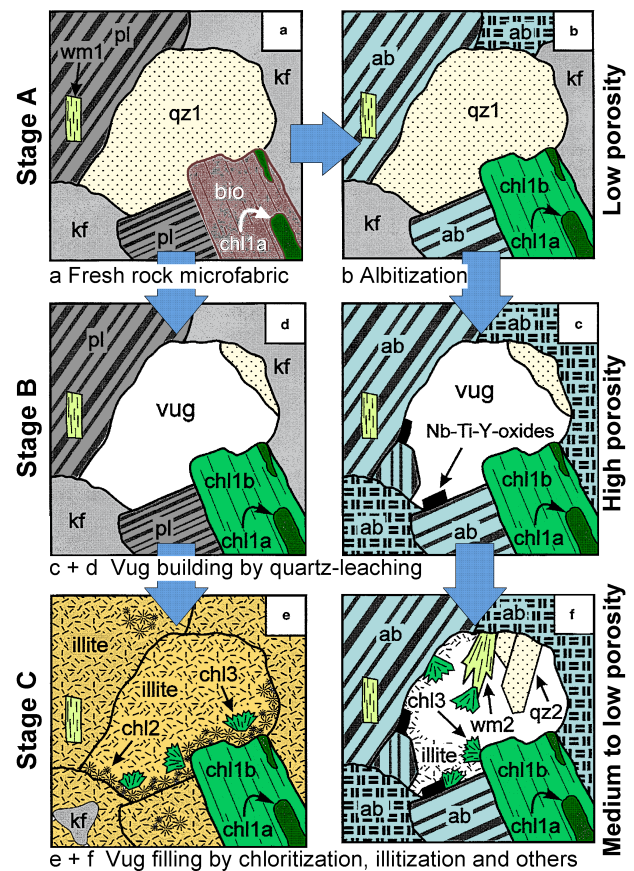 Stage A
a
pl
wm1
kf
qz1
bio
chl1a
kf
pl
a Fresh rock microfabric
b
ab
ab
kf
qz1
chl1b
kf
ab
chl1a
b Albitization
Low porosity
Stage B
d
pl
kf
vug
chl1b
kf
pl
chl1a
c
ab
ab
vug
Nb-Ti-Y-oxides
chl1b
ab
ab
chl1a
High porosity
c + d Vug building by quartz-leaching
Stage C
e
illite
illite
chl3
chl2
chl1b
kf
chl1a
f
ab
ab
chl3
wm2
qz2
illite
chl1b
ab
ab
chl1a
Medium to low porosity
e + f Vug filling by chloritization, illitization and others